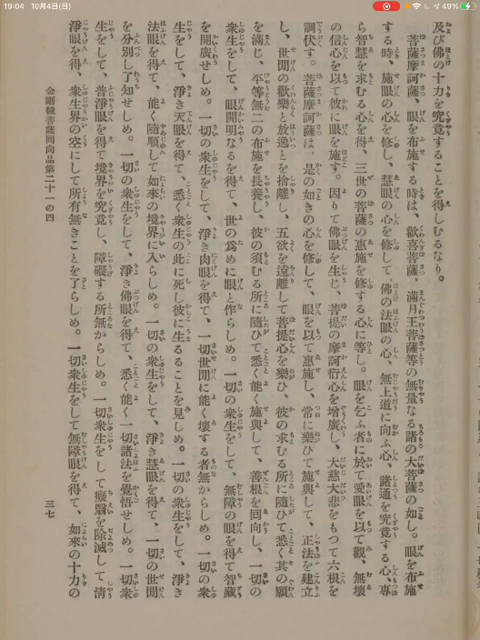 19:04 10月4日(日)
49%
及び佛の十力を究竟することを得しむるなり。
菩薩摩訶薩、眼を布施する時は、歡喜菩薩、滿月王菩薩等の無量なる諸の大菩薩の如し。眼を布施
する時、施眼の心を修し、慧眼の心を修して、佛の法眼の心、無上道に向ふ心、諸通を究竟する心、專
ら智慧を求むる心を得、三世の菩薩の惠施を修する心に等し。眼を乞ふ者に於て愛眼を以て觀、無壞
の信心を以て彼に眼を施す。因りて佛眼を生じ、菩提の摩訶衍心を增廣し、大慈大悲をもつて六根を
調伏す。菩薩摩訶薩は、是の如きの心を修して、眼を以て惠施し、常に樂ひて施與して、正法を建立
し、世間の歡樂と放逸とを捨離し、五欲を遠離して菩提心を樂ひ、彼の求むる所に隨ひて悉く其の願
を滿じ、平等無二の布施を長養し、彼の須むる所に隨ひて悉く能く施與して、善根を回向し、一切の
衆生をして、眼開明なるを得て、世の爲めに眼と作らしめ。一切の衆生をして、無障の眼を得て智藏
を開廣せしめ。一切の衆生をして、淨き肉眼を得て、一切世間に能く壞する者無からしめ。一切の衆
生をして、淨き天眼を得て、悉く衆生の此に死し彼に生るることを見しめ。一切の衆生をして、淨き
法眼を得て、能く隨順して如來の境界に入らしめ。一切の衆生をして、淨き慧眼を得て、一切の世間
を分別し了知せしめ。一切の衆生をして、淨き佛眼を得て、悉く能く一切諸法を覺悟せしめ。一切衆
生をして、普淨眼を得て境界を究竟し、障礙する所無からしめ。一切衆生をして癡翳を除滅して清
淨眼を得、衆生界の空にして所有無きことを了らしめ。一切衆生をして無障眼を得て、如來の十力の
金剛幢菩薩囘向品第二十一の四
三七